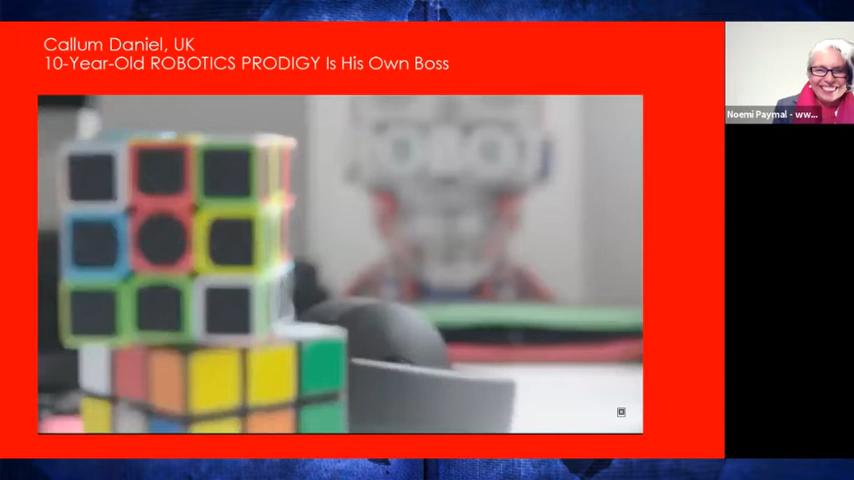 Callum Daniel, UK
10-Year-Old ROBOTICS PRODIGY Is His Own Boss
Noemi Paymal - ww...